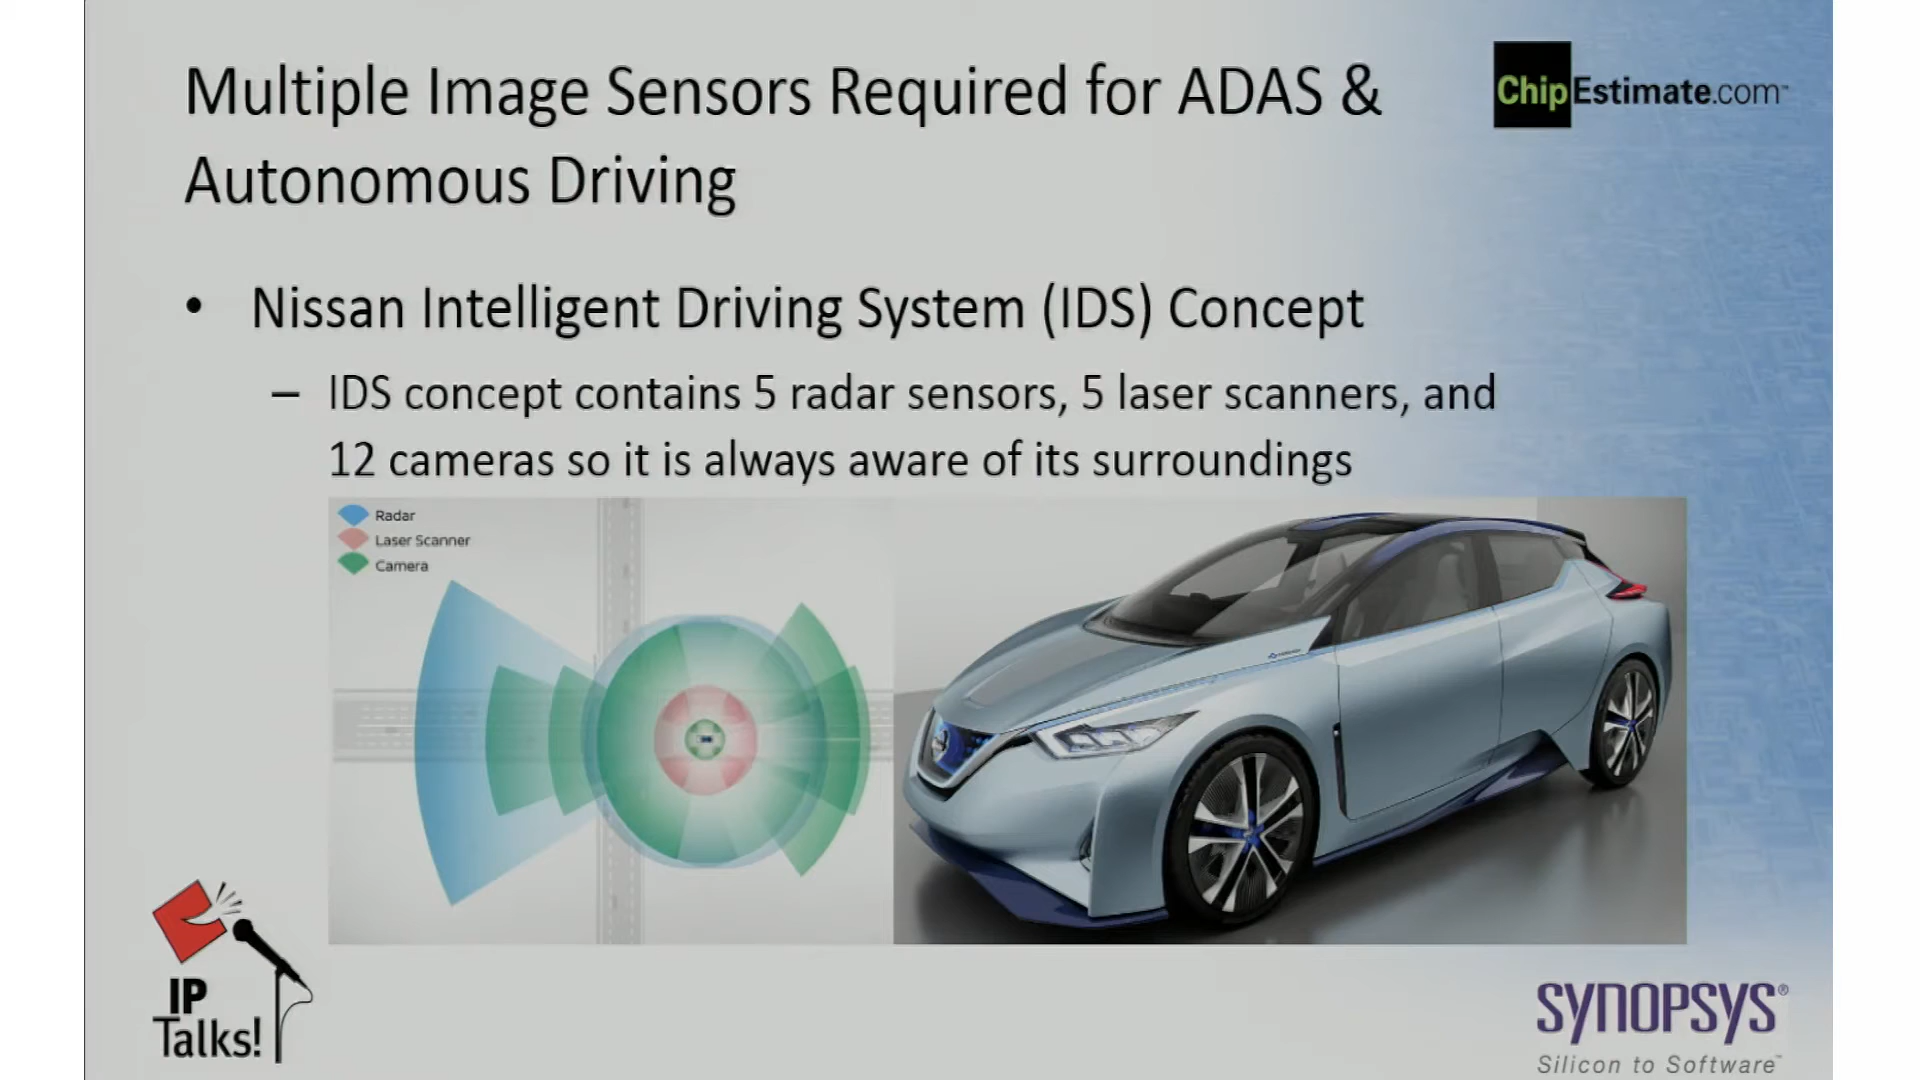 Multiple Image Sensors Required for ADAS &
Autonomous Driving
ChipEstimate.com™
• Nissan Intelligent Driving System (IDS) Concept
– IDS concept contains 5 radar sensors, 5 laser scanners, and
12 cameras so it is always aware of its surroundings
Radar
Laser Scanner
Camera
IP
Talks!
SYNOPSYS®
Silicon to Software™